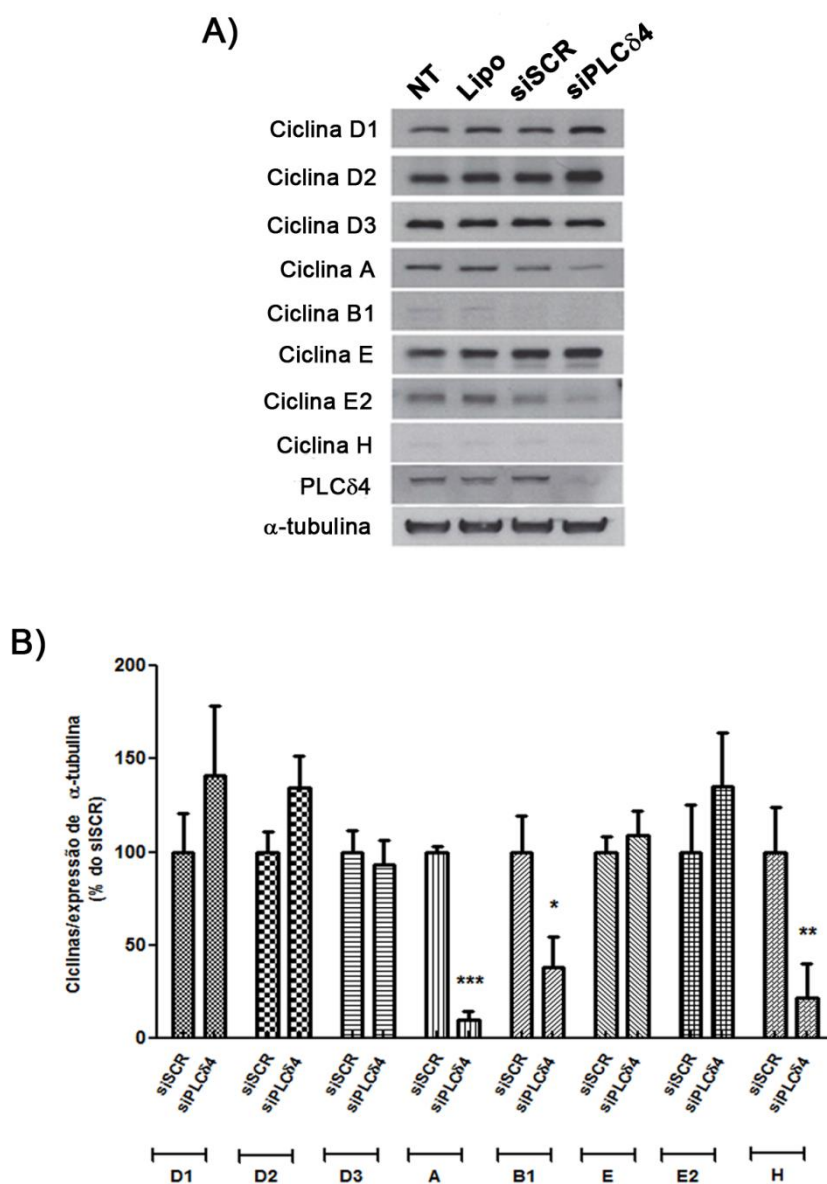 A)
NT Lipo siSCR siPLCδ4
Ciclina D1
Ciclina D2
Ciclina D3
Ciclina A
Ciclina B1
Ciclina E
Ciclina E2
Ciclina H
PLCδ4
α-tubulina
B)
Ciclinas/expressão de α-tubulina
(% do siSCR)
200
150
100
50
0
*** * **
siSCR siPLCδ4 siSCR siPLCδ4 siSCR siPLCδ4 siSCR siPLCδ4 siSCR siPLCδ4 siSCR siPLCδ4 siSCR siPLCδ4 siSCR siPLCδ4
D1 D2 D3 A B1 E E2 H